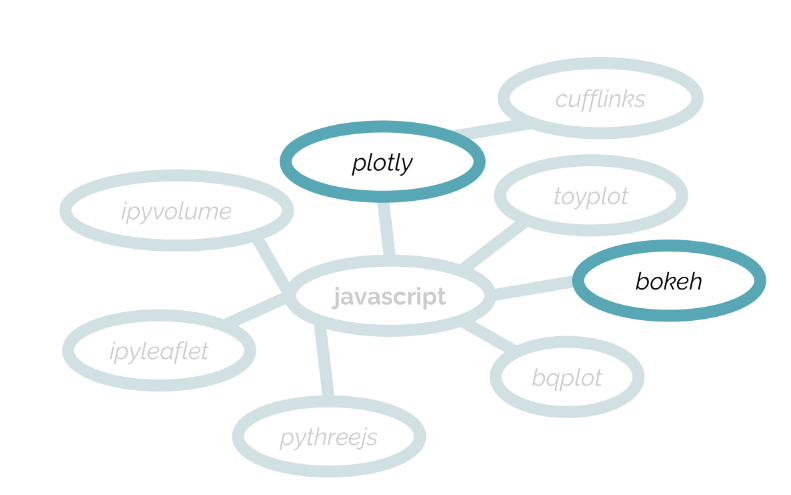 cufflinks
plotly
toyplot
ipyvolume
bokeh
javascript
ipyleaflet
bqplot
pythreejs